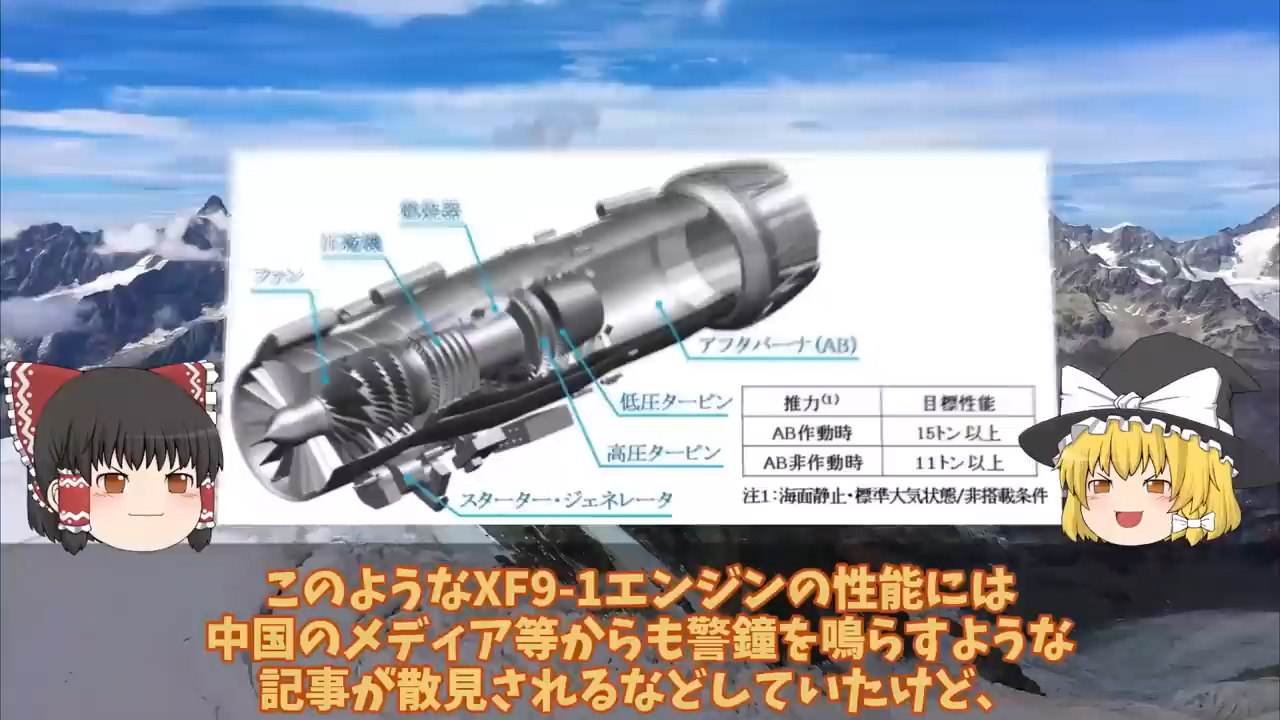 燃焼器
圧縮機
ファン
アフタバーナ(AB)
低圧タービン
高圧タービン
スターター・ジェネレータ
推力(1) 目標性能
AB作動時 15トン以上
AB非作動時 11トン以上
注1:海面静止・標準大気状態/非搭載条件
このようなXF9-1エンジンの性能には
中国のメディア等からも警鐘を鳴らすような
記事が散見されるなどしていたけど、